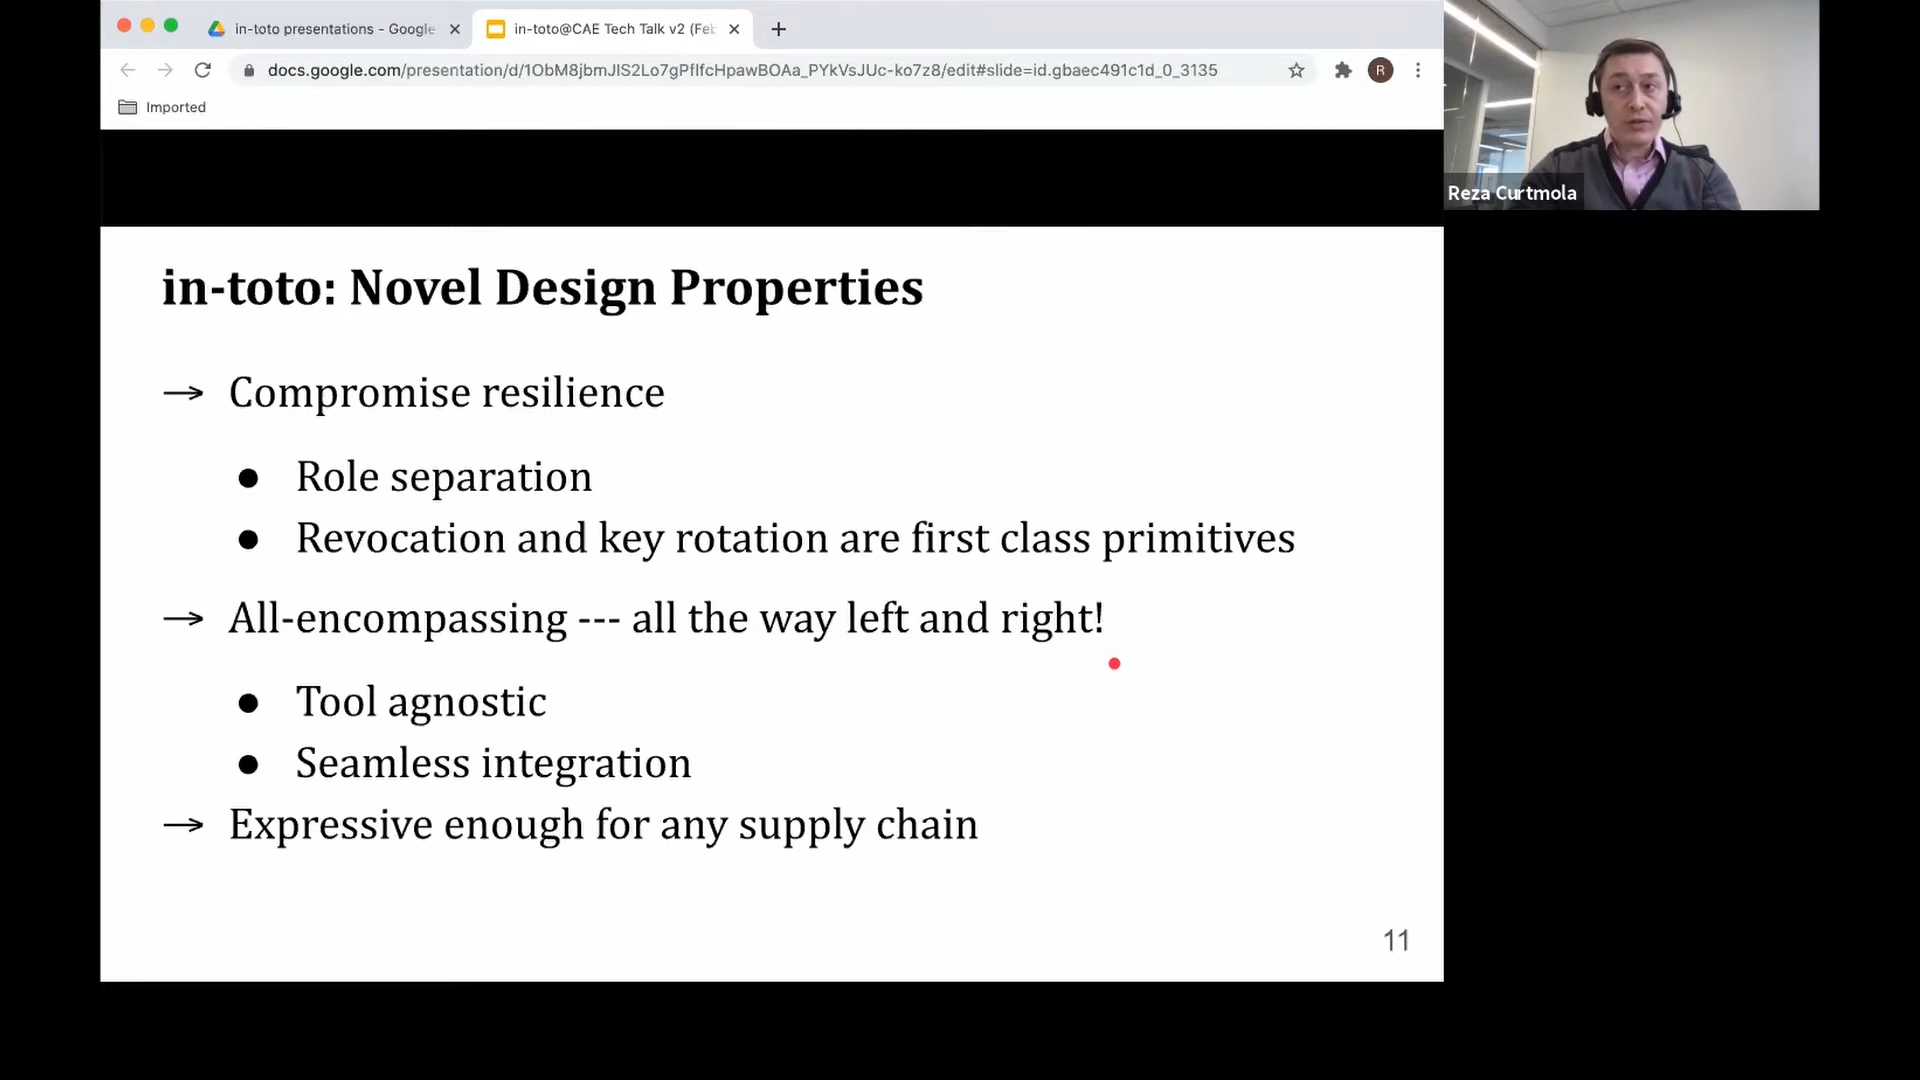 in-toto presentations - Google
in-toto@CAE Tech Talk v2 (Feb
docs.google.com/presentation/d/1ObM8jbmJIS2Lo7gPfIfcHpawBOAa_PYkVsJUc-ko7z8/edit#slide=id.gbaec491c1d_0_3135
R
Imported
Reza Curtmola
in-toto: Novel Design Properties
→ Compromise resilience
● Role separation
● Revocation and key rotation are first class primitives
→ All-encompassing --- all the way left and right!
● Tool agnostic
● Seamless integration
→ Expressive enough for any supply chain
11